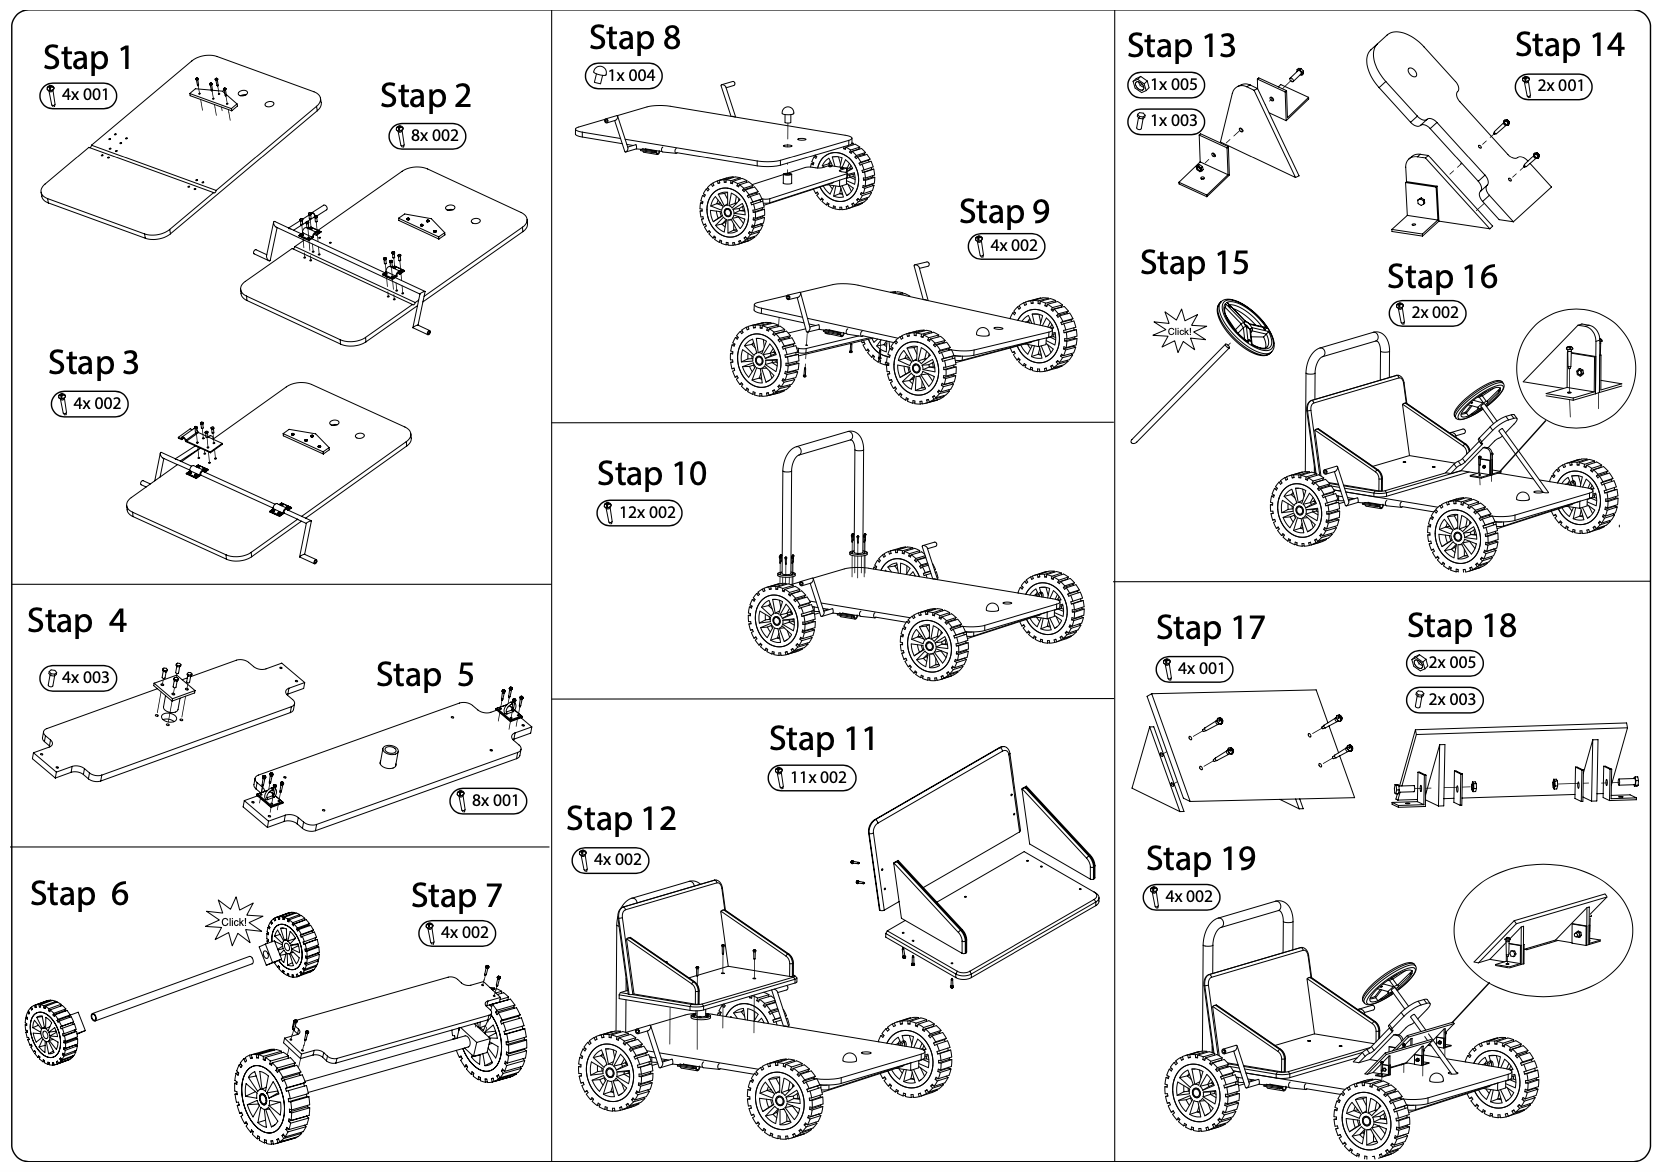 Stap 1
4x 001
Stap 2
8x 002
Stap 3
4x 002
Stap 4
4x 003
Stap 5
8x 001
Stap 6
Click!
Stap 7
4x 002
Stap 8
1x 004
Stap 9
4x 002
Stap 10
12x 002
Stap 11
11x 002
Stap 12
4x 002
Stap 13
1x 005
1x 003
Stap 14
2x 001
Stap 15
Click!
Stap 16
2x 002
Stap 17
4x 001
Stap 18
2x 005
2x 003
Stap 19
4x 002